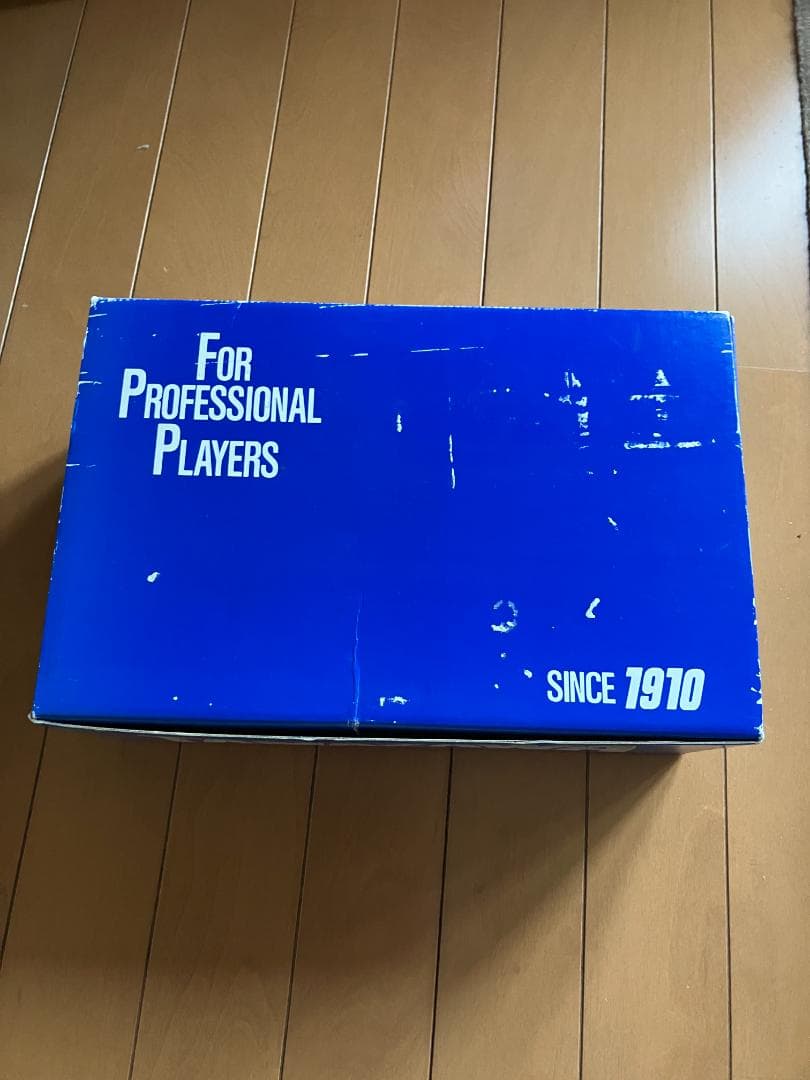 FOR
PROFESSIONAL
PLAYERS
SINCE 1910